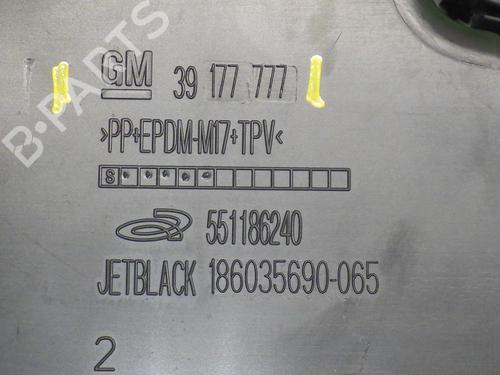 GM 39 177 777
>PP+EPDM-M17+TPV<
S
551186240
JETBLACK 186035690-065
2
B-PARTS